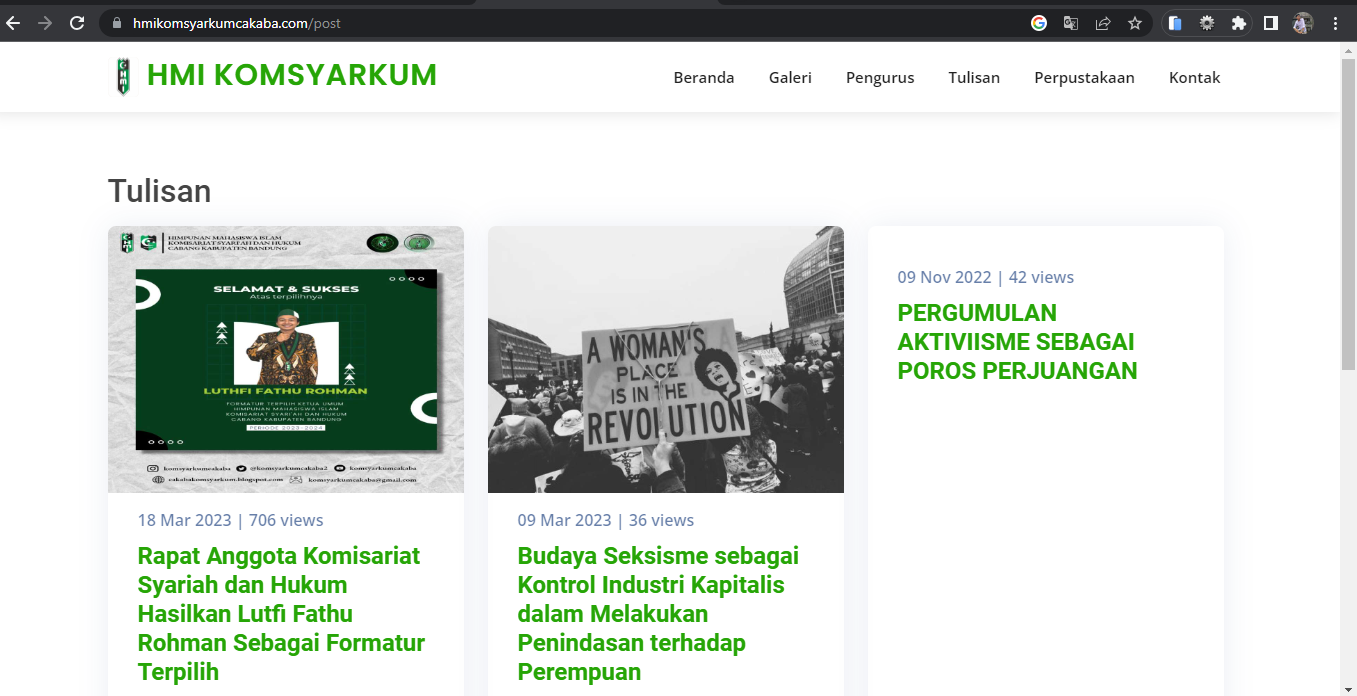 hmikomsyarkumcakaba.com/post
HMI KOMSYARKUM
Beranda
Galeri
Pengurus
Tulisan
Perpustakaan
Kontak
Tulisan
HIMPUNAN MAHASISWA ISLAM
KOMISARIAT SYARIAH DAN HUKUM
CABANG KABUPATEN BANDUNG
SELAMAT & SUKSES
Atas terpilihnya
LUTHFI FATHU ROHMAN
FORMATUR TERPILIH KETUA UMUM
HIMPUNAN MAHASISWA ISLAM
KOMISARIAT SYARI'AH DAN HUKUM
CABANG KABUPATEN BANDUNG
PERIODE 2023-2024
komsyarkumcakaba @komsyarkumcakaba2 komsyarkumcakaba
cakabakomsyarkum.blogspot.com komsyarkumcakaba@gmail.com
18 Mar 2023 | 706 views
Rapat Anggota Komisariat
Syariah dan Hukum
Hasilkan Lutfi Fathu
Rohman Sebagai Formatur
Terpilih
A WOMAN'S
PLACE
IS IN THE
REVOLUTION
09 Mar 2023 | 36 views
Budaya Seksisme sebagai
Kontrol Industri Kapitalis
dalam Melakukan
Penindasan terhadap
Perempuan
09 Nov 2022 | 42 views
PERGUMULAN
AKTIVIISME SEBAGAI
POROS PERJUANGAN